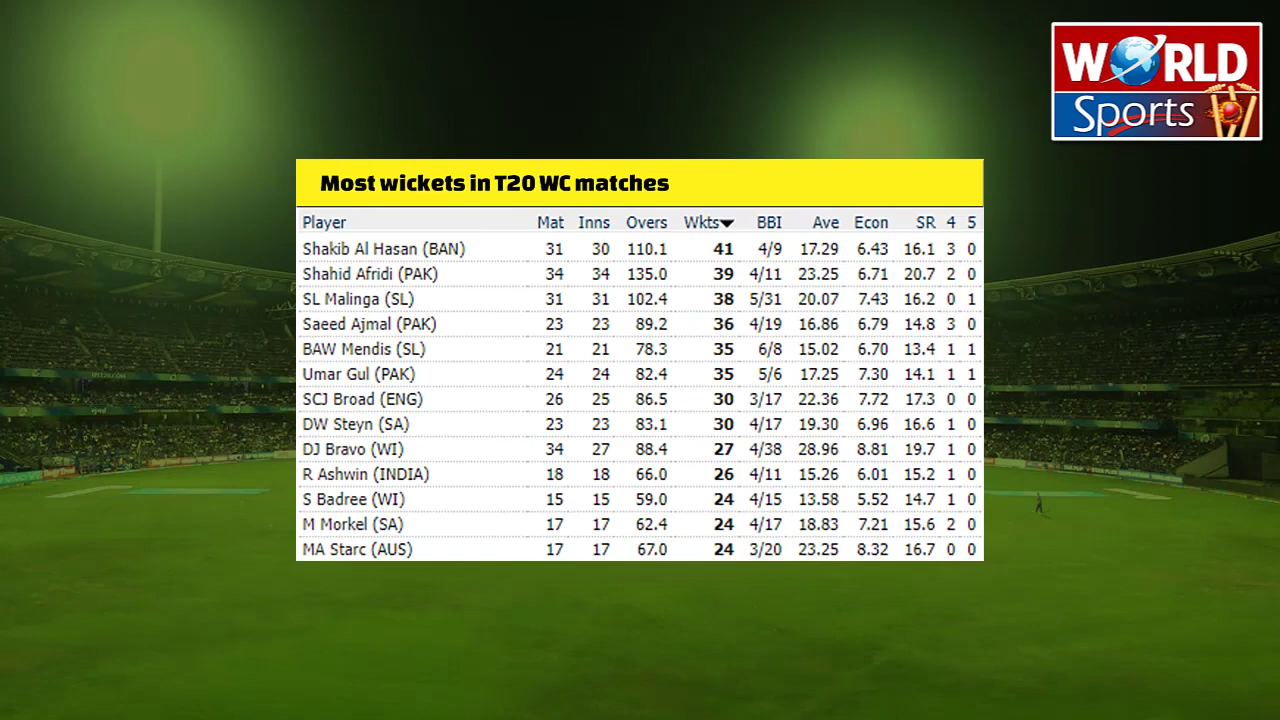 WORLD
Sports
Most wickets in T20 WC matches
Player Mat Inns Overs Wkts▼ BBI Ave Econ SR 4 5
Shakib Al Hasan (BAN) 31 30 110.1 41 4/9 17.29 6.43 16.1 3 0
Shahid Afridi (PAK) 34 34 135.0 39 4/11 23.25 6.71 20.7 2 0
SL Malinga (SL) 31 31 102.4 38 5/31 20.07 7.43 16.2 0 1
Saeed Ajmal (PAK) 23 23 89.2 36 4/19 16.86 6.79 14.8 3 0
BAW Mendis (SL) 21 21 78.3 35 6/8 15.02 6.70 13.4 1 1
Umar Gul (PAK) 24 24 82.4 35 5/6 17.25 7.30 14.1 1 1
SCJ Broad (ENG) 26 25 86.5 30 3/17 22.36 7.72 17.3 0 0
DW Steyn (SA) 23 23 83.1 30 4/17 19.30 6.96 16.6 1 0
DJ Bravo (WI) 34 27 88.4 27 4/38 28.96 8.81 19.7 1 0
R Ashwin (INDIA) 18 18 66.0 26 4/11 15.26 6.01 15.2 1 0
S Badree (WI) 15 15 59.0 24 4/15 13.58 5.52 14.7 1 0
M Morkel (SA) 17 17 62.4 24 4/17 18.83 7.21 15.6 2 0
MA Starc (AUS) 17 17 67.0 24 3/20 23.25 8.32 16.7 0 0